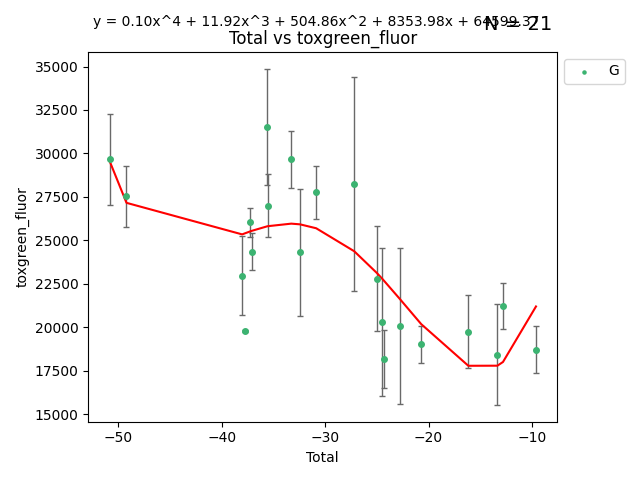 y = 0.10x^4 + 11.92x^3 + 504.86x^2 + 8353.98x + 64599.37
N = 21
Total vs toxgreen_fluor
G
35000
32500
30000
27500
25000
22500
20000
17500
15000
toxgreen_fluor
−50 −40 −30 −20 −10
Total